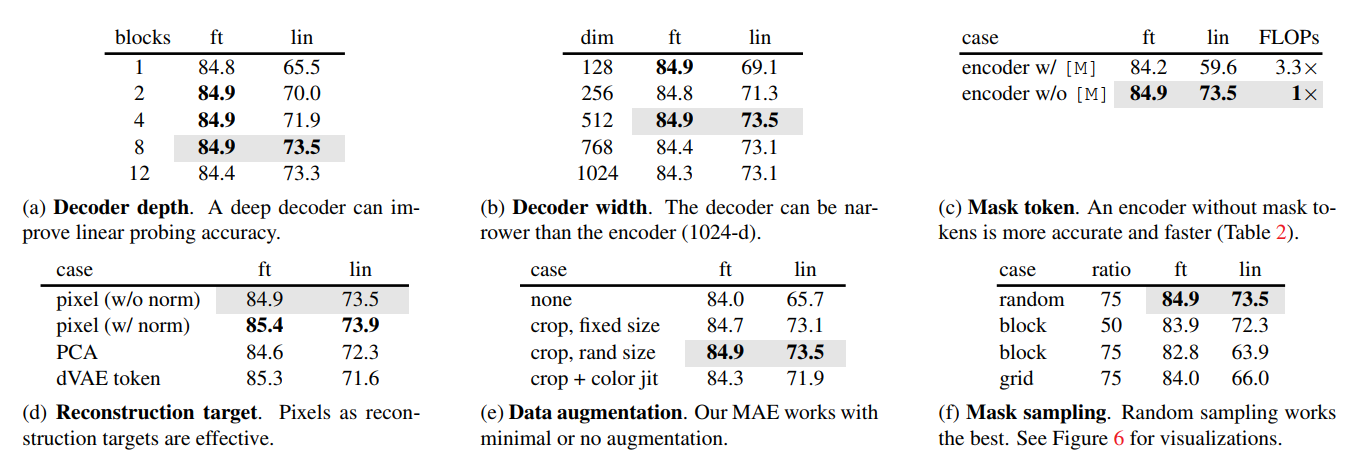 blocks ft lin
1 84.8 65.5
2 84.9 70.0
4 84.9 71.9
8 84.9 73.5
12 84.4 73.3
(a) Decoder depth. A deep decoder can im-
prove linear probing accuracy.
dim ft lin
128 84.9 69.1
256 84.8 71.3
512 84.9 73.5
768 84.4 73.1
1024 84.3 73.1
(b) Decoder width. The decoder can be nar-
rower than the encoder (1024-d).
case ft lin FLOPs
encoder w/ [M] 84.2 59.6 3.3×
encoder w/o [M] 84.9 73.5 1×
(c) Mask token. An encoder without mask to-
kens is more accurate and faster (Table 2).
case ft lin
pixel (w/o norm) 84.9 73.5
pixel (w/ norm) 85.4 73.9
PCA 84.6 72.3
dVAE token 85.3 71.6
(d) Reconstruction target. Pixels as recon-
struction targets are effective.
case ft lin
none 84.0 65.7
crop, fixed size 84.7 73.1
crop, rand size 84.9 73.5
crop + color jit 84.3 71.9
(e) Data augmentation. Our MAE works with
minimal or no augmentation.
case ratio ft lin
random 75 84.9 73.5
block 50 83.9 72.3
block 75 82.8 63.9
grid 75 84.0 66.0
(f) Mask sampling. Random sampling works
the best. See Figure 6 for visualizations.